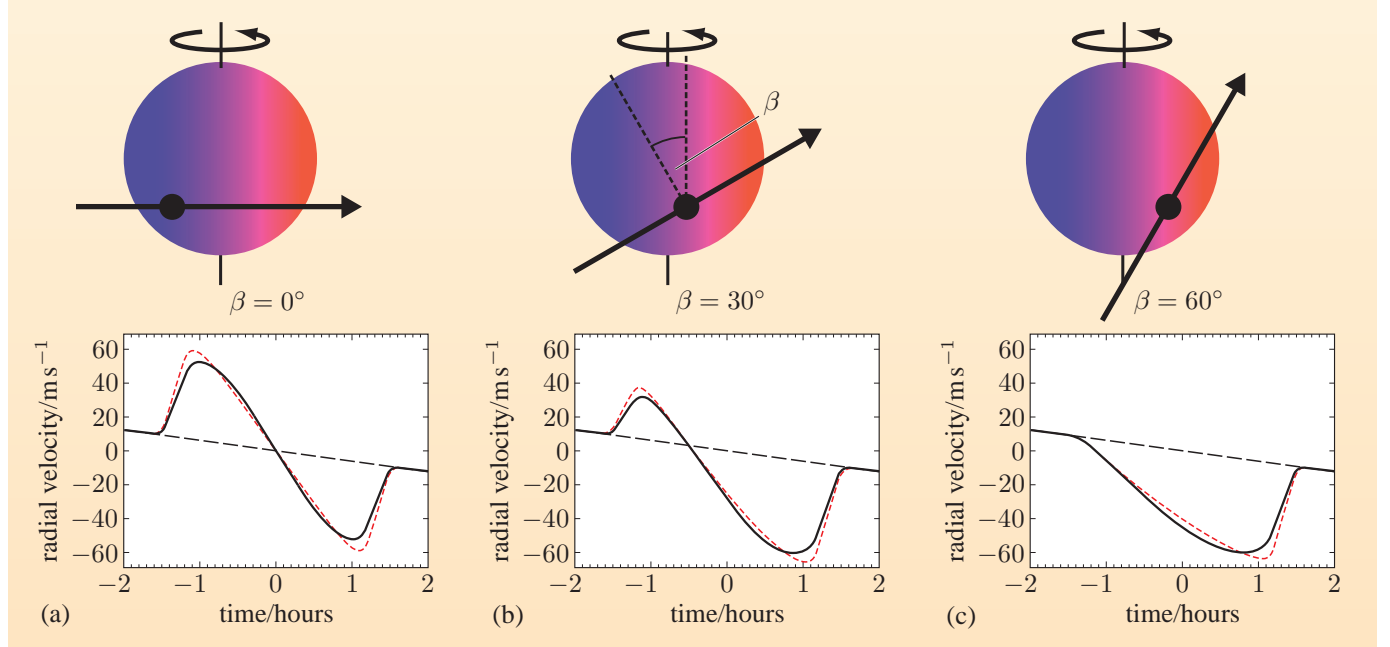 β
β = 0°
β = 30°
β = 60°
radial velocity/m s⁻¹
60
40
20
0
−20
−40
−60
−2
−1
0
1
2
time/hours
(a)
radial velocity/m s⁻¹
60
40
20
0
−20
−40
−60
−2
−1
0
1
2
time/hours
(b)
radial velocity/m s⁻¹
60
40
20
0
−20
−40
−60
−2
−1
0
1
2
time/hours
(c)